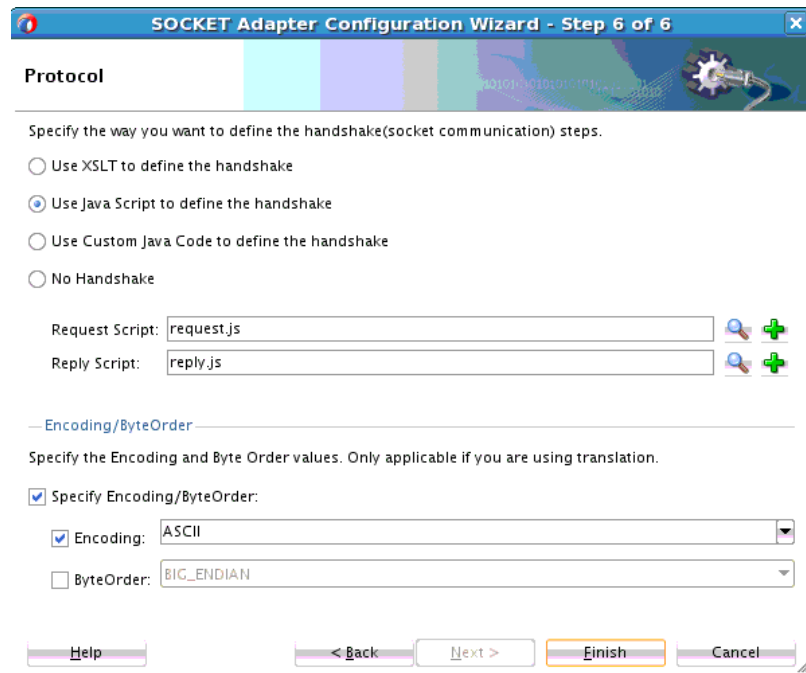 SOCKET Adapter Configuration Wizard - Step 6 of 6
Protocol
Specify the way you want to define the handshake(socket communication) steps.
Use XSLT to define the handshake
Use Java Script to define the handshake
Use Custom Java Code to define the handshake
No Handshake
Request Script: request.js
Reply Script: reply.js
Encoding/ByteOrder
Specify the Encoding and Byte Order values. Only applicable if you are using translation.
Specify Encoding/ByteOrder:
Encoding: ASCII
ByteOrder: BIG_ENDIAN
Help < Back Next > Finish Cancel